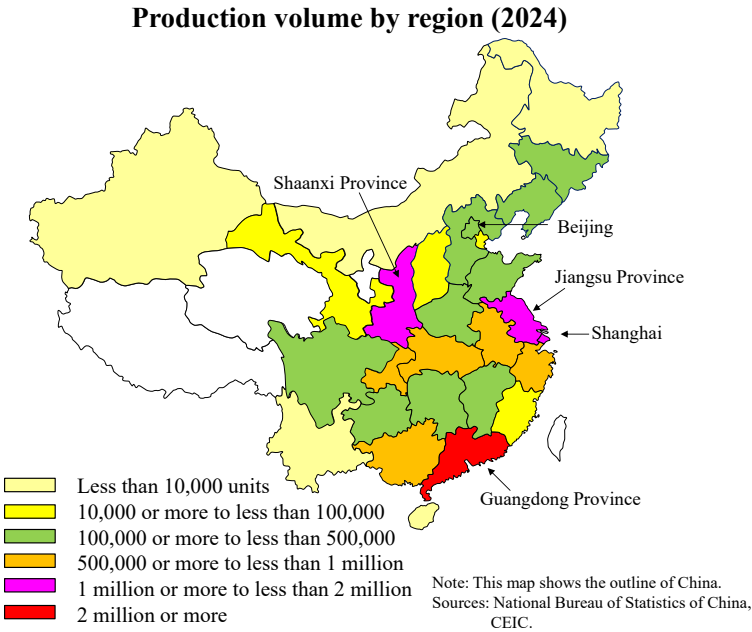 Production volume by region (2024)
Shaanxi Province
Beijing
Jiangsu Province
Shanghai
Guangdong Province
Less than 10,000 units
10,000 or more to less than 100,000
100,000 or more to less than 500,000
500,000 or more to less than 1 million
1 million or more to less than 2 million
2 million or more
Note: This map shows the outline of China.
Sources: National Bureau of Statistics of China,
CEIC.